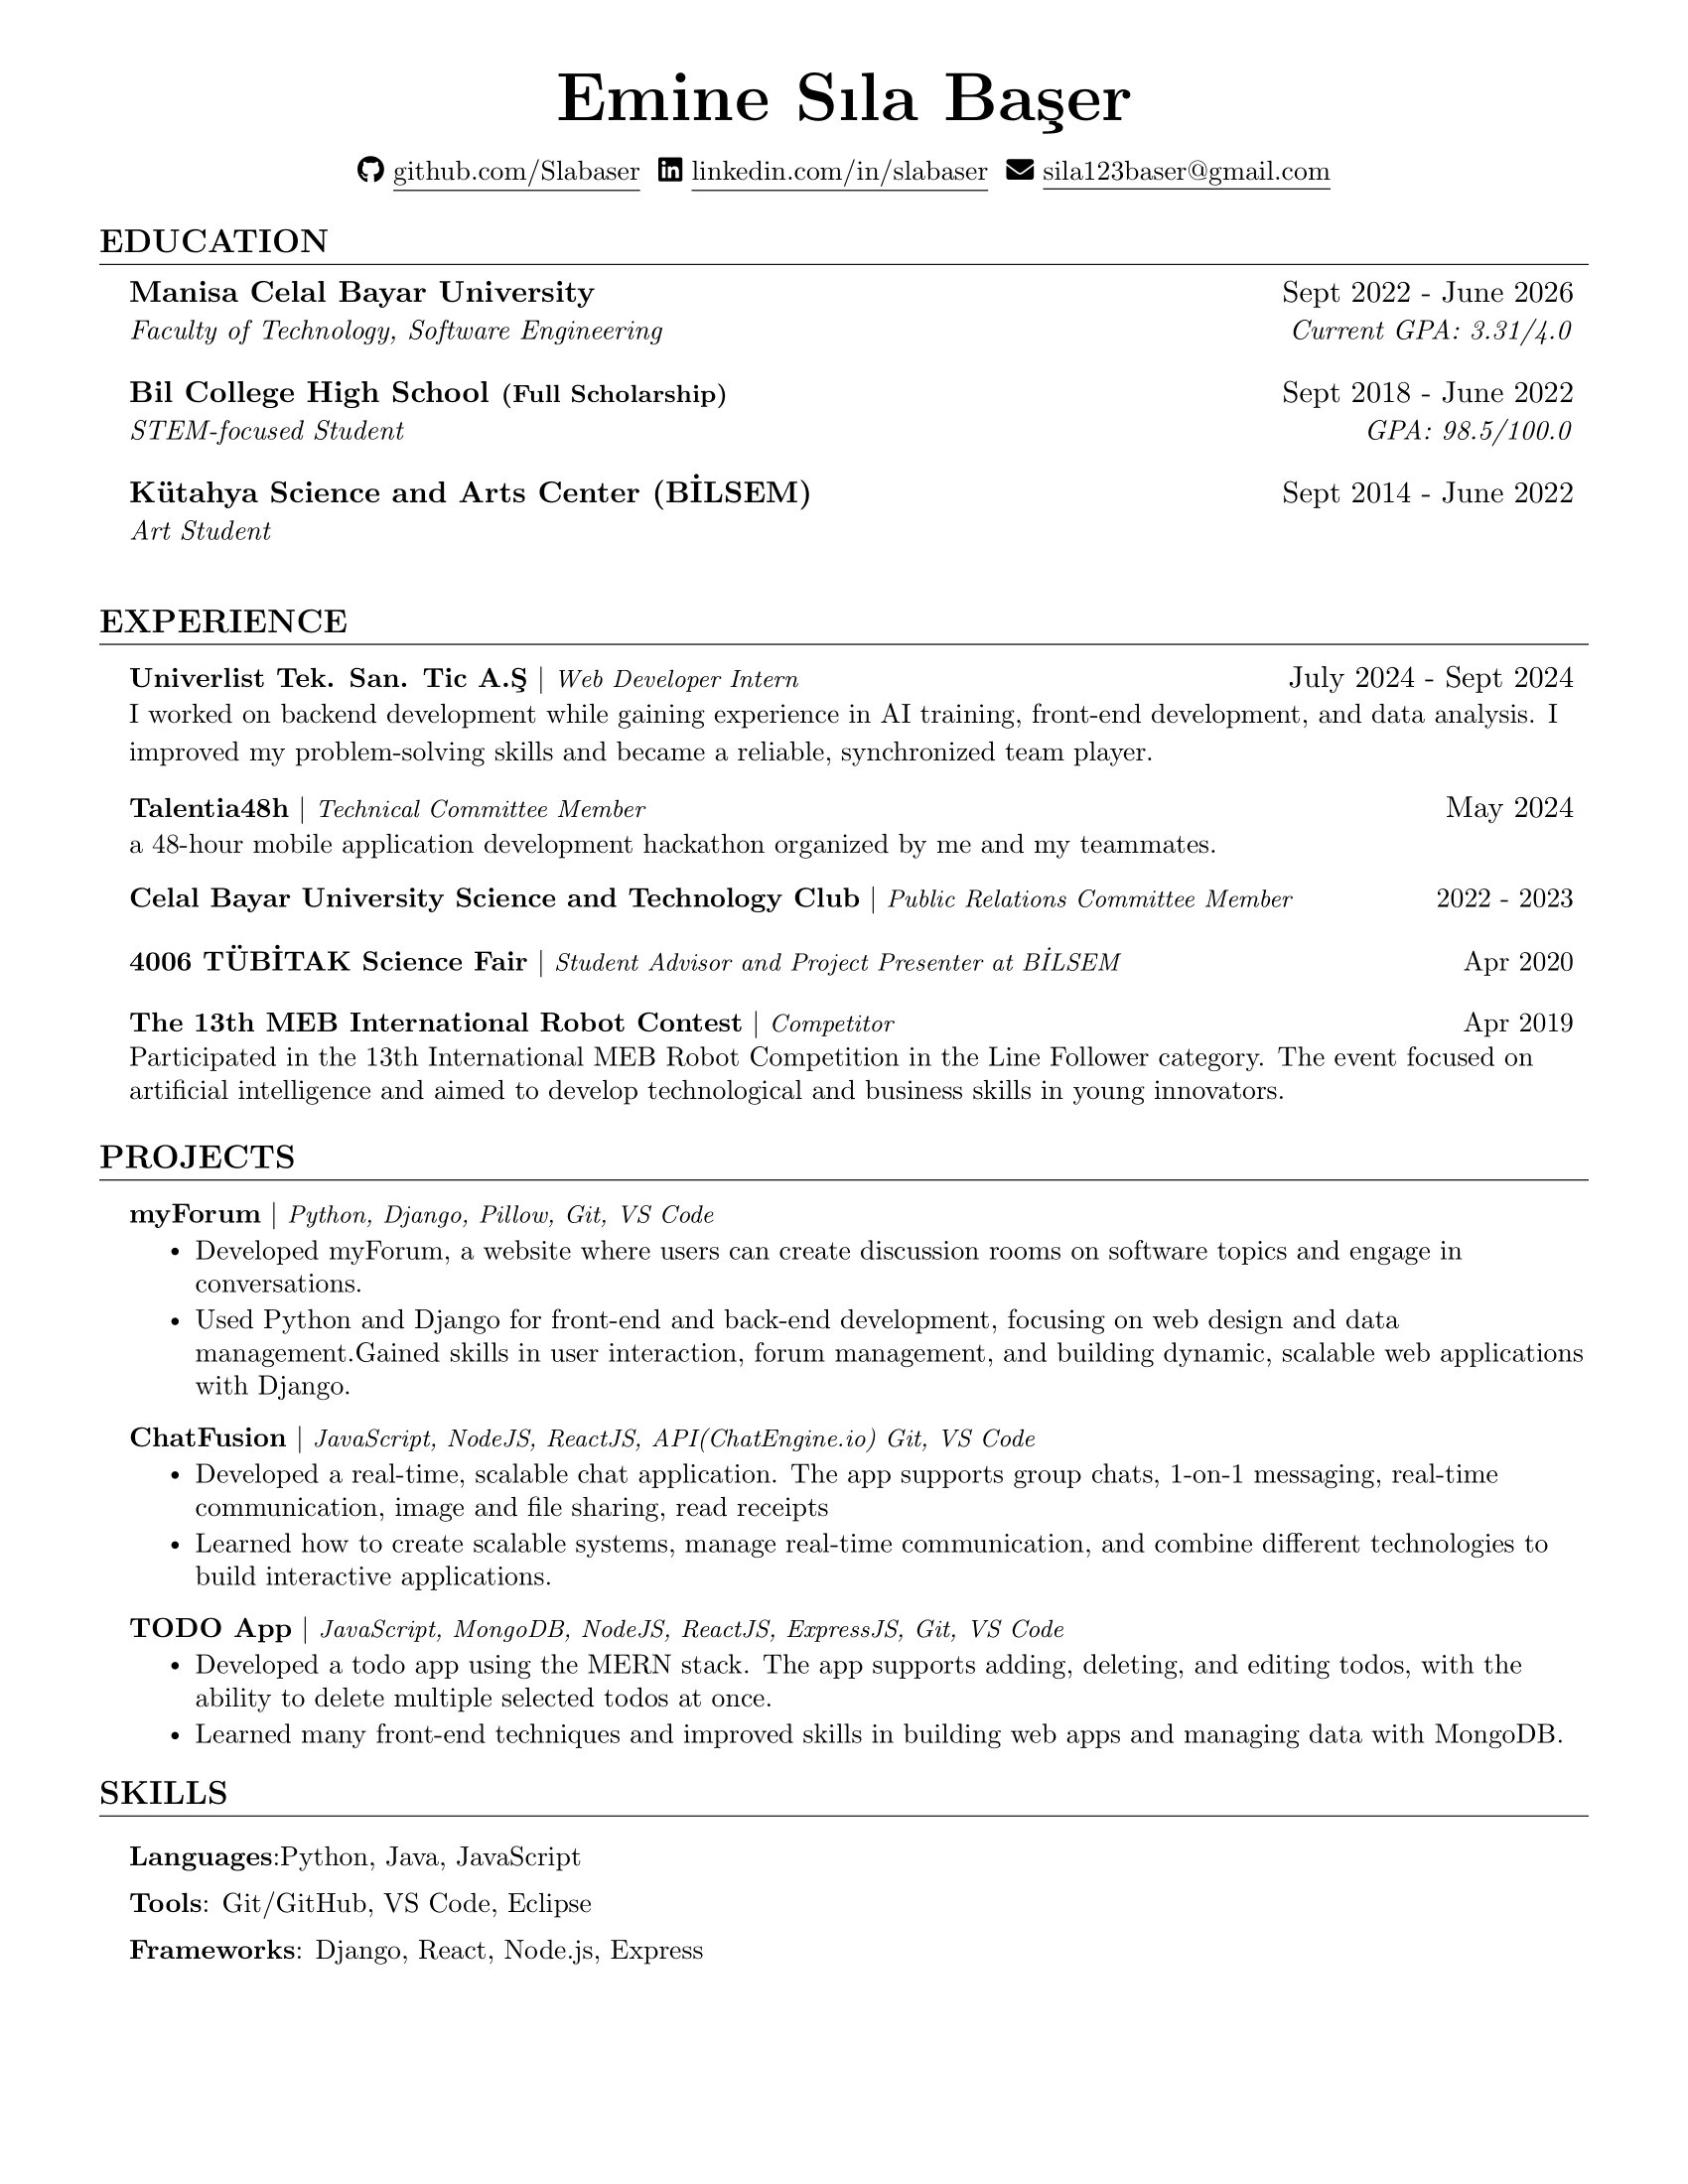 Emine Sıla Başer
github.com/Slabaser linkedin.com/in/slabaser sila123baser@gmail.com
EDUCATION
Manisa Celal Bayar University Sept 2022 - June 2026
Faculty of Technology, Software Engineering Current GPA: 3.31/4.0
Bil College High School (Full Scholarship) Sept 2018 - June 2022
STEM-focused Student GPA: 98.5/100.0
Kütahya Science and Arts Center (BİLSEM) Sept 2014 - June 2022
Art Student
EXPERIENCE
Univerlist Tek. San. Tic A.Ş | Web Developer Intern July 2024 - Sept 2024
I worked on backend development while gaining experience in AI training, front-end development, and data analysis. I
improved my problem-solving skills and became a reliable, synchronized team player.
Talentia48h | Technical Committee Member May 2024
a 48-hour mobile application development hackathon organized by me and my teammates.
Celal Bayar University Science and Technology Club | Public Relations Committee Member 2022 - 2023
4006 TÜBİTAK Science Fair | Student Advisor and Project Presenter at BİLSEM Apr 2020
The 13th MEB International Robot Contest | Competitor Apr 2019
Participated in the 13th International MEB Robot Competition in the Line Follower category. The event focused on
artificial intelligence and aimed to develop technological and business skills in young innovators.
PROJECTS
myForum | Python, Django, Pillow, Git, VS Code
• Developed myForum, a website where users can create discussion rooms on software topics and engage in
conversations.
• Used Python and Django for front-end and back-end development, focusing on web design and data
management.Gained skills in user interaction, forum management, and building dynamic, scalable web applications
with Django.
ChatFusion | JavaScript, NodeJS, ReactJS, API(ChatEngine.io) Git, VS Code
• Developed a real-time, scalable chat application. The app supports group chats, 1-on-1 messaging, real-time
communication, image and file sharing, read receipts
• Learned how to create scalable systems, manage real-time communication, and combine different technologies to
build interactive applications.
TODO App | JavaScript, MongoDB, NodeJS, ReactJS, ExpressJS, Git, VS Code
• Developed a todo app using the MERN stack. The app supports adding, deleting, and editing todos, with the
ability to delete multiple selected todos at once.
• Learned many front-end techniques and improved skills in building web apps and managing data with MongoDB.
SKILLS
Languages:Python, Java, JavaScript
Tools: Git/GitHub, VS Code, Eclipse
Frameworks: Django, React, Node.js, Express